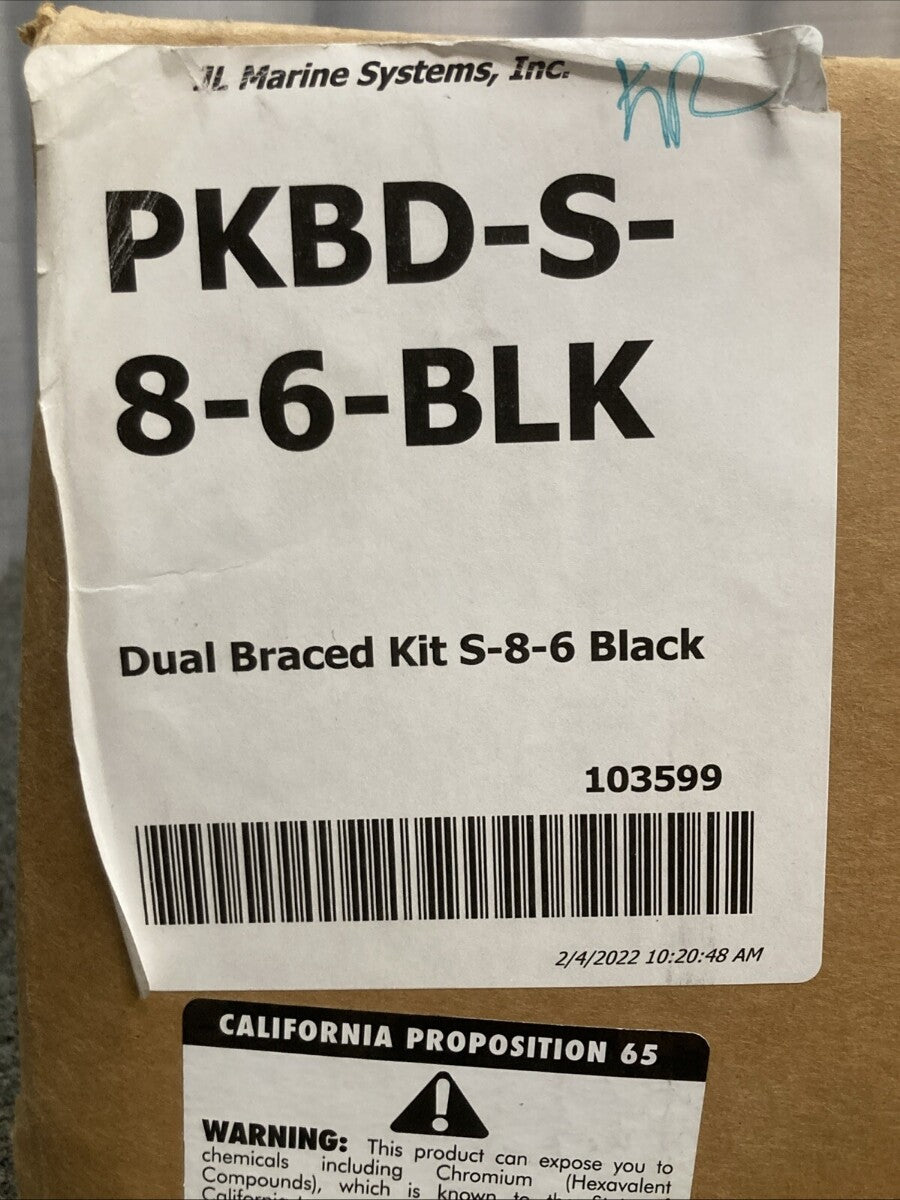 JL Marine Systems, Inc.
KR
PKBD-S-
8-6-BLK
Dual Braced Kit S-8-6 Black
103599
2/4/2022 10:20:48 AM
CALIFORNIA PROPOSITION 65
WARNING: This product can expose you to
chemicals including Chromium (Hexavalent
Compounds), which is known to the State
California